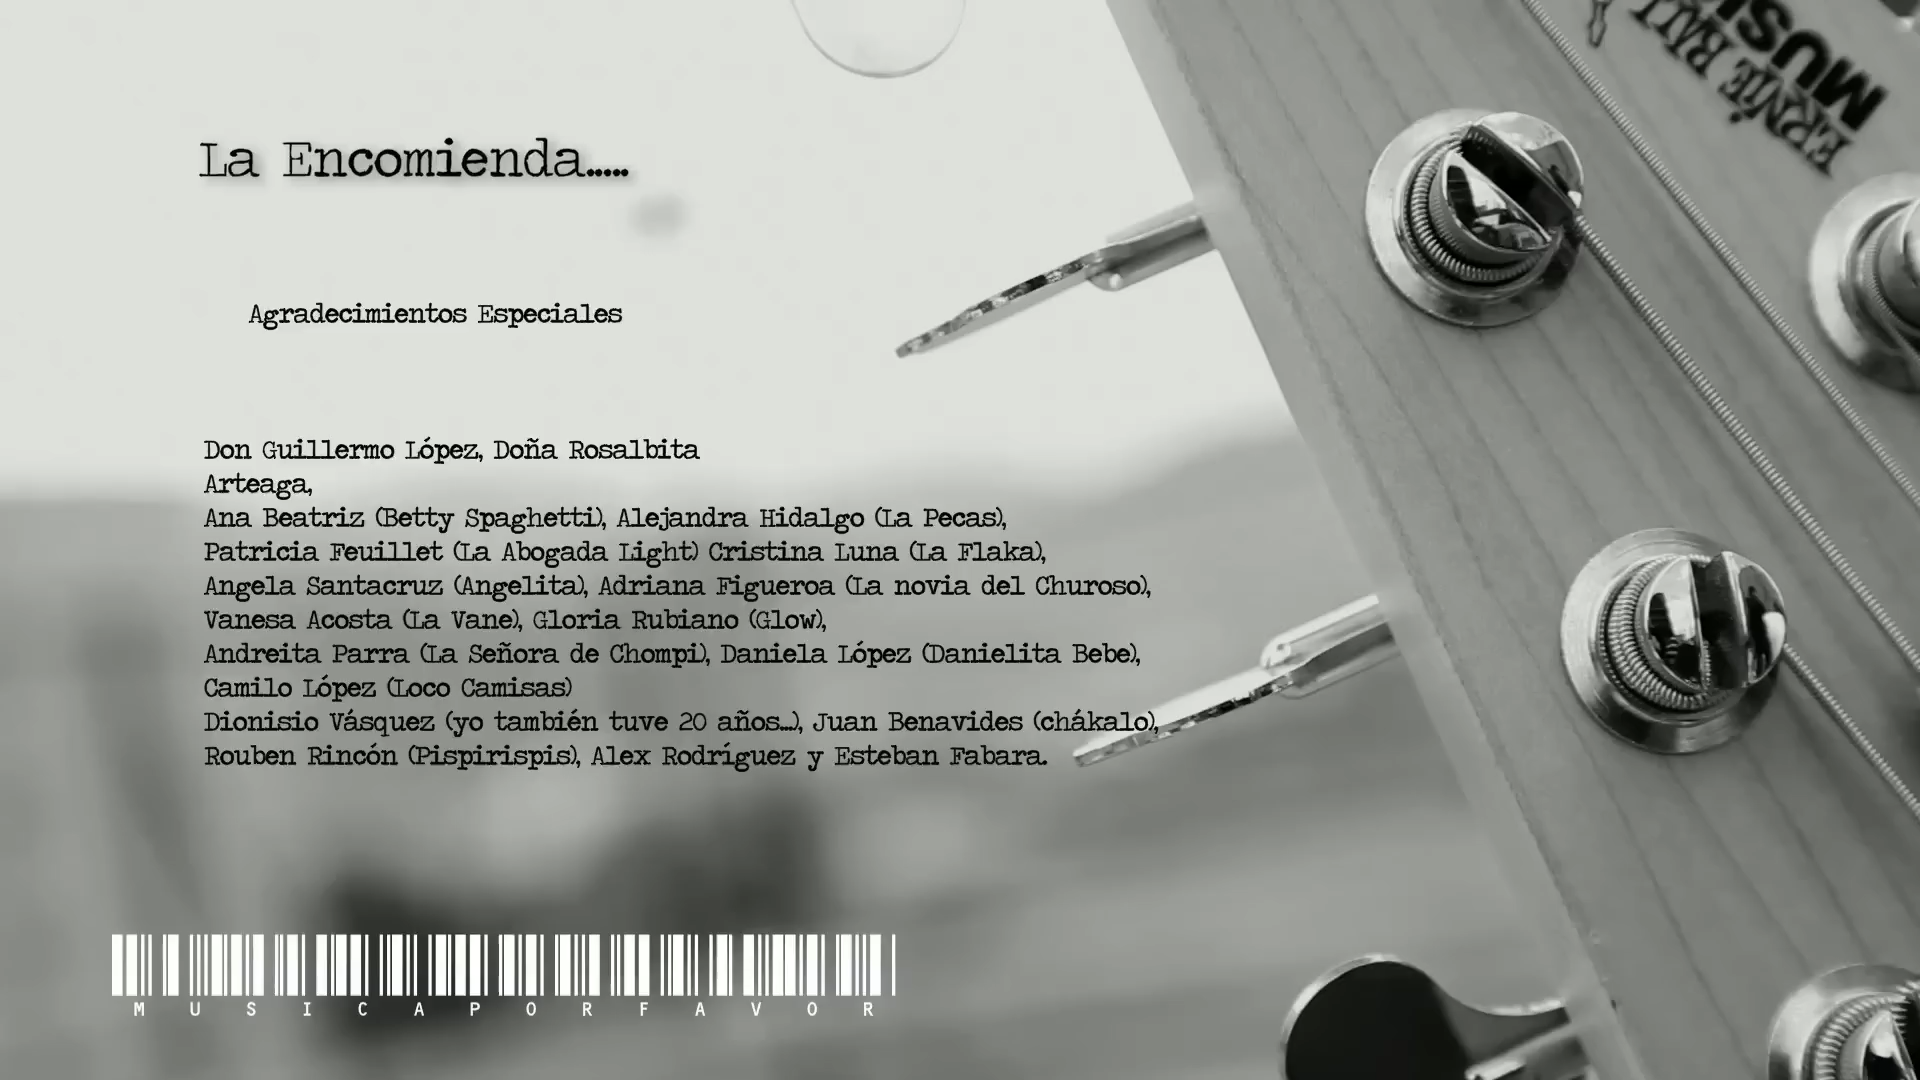 La Encomienda.....
Agradecimientos Especiales
Don Guillermo López, Doña Rosalbita
Arteaga,
Ana Beatriz (Betty Spaghetti), Alejandra Hidalgo (La Pecas),
Patricia Feuillet (La Abogada Light) Cristina Luna (La Flaka),
Angela Santacruz (Angelita), Adriana Figueroa (La novia del Churoso),
Vanesa Acosta (La Vane), Gloria Rubiano (Glow),
Andreita Parra (La Señora de Chompi), Daniela López (Danielita Bebe),
Camilo López (Loco Camisas)
Dionisio Vásquez (yo también tuve 20 años...), Juan Benavides (chákalo),
Rouben Rincón (Pispirispis), Alex Rodríguez y Esteban Fabara.
MUSICAPORFAVOR
ERNIE